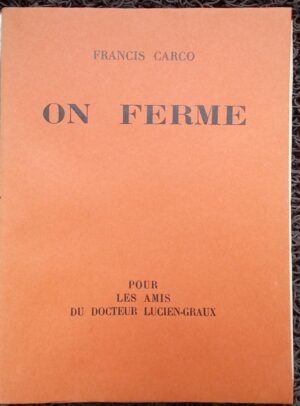 FRANCIS CARCO
ON FERME
POUR
LES AMIS
DU DOCTEUR LUCIEN-GRAUX